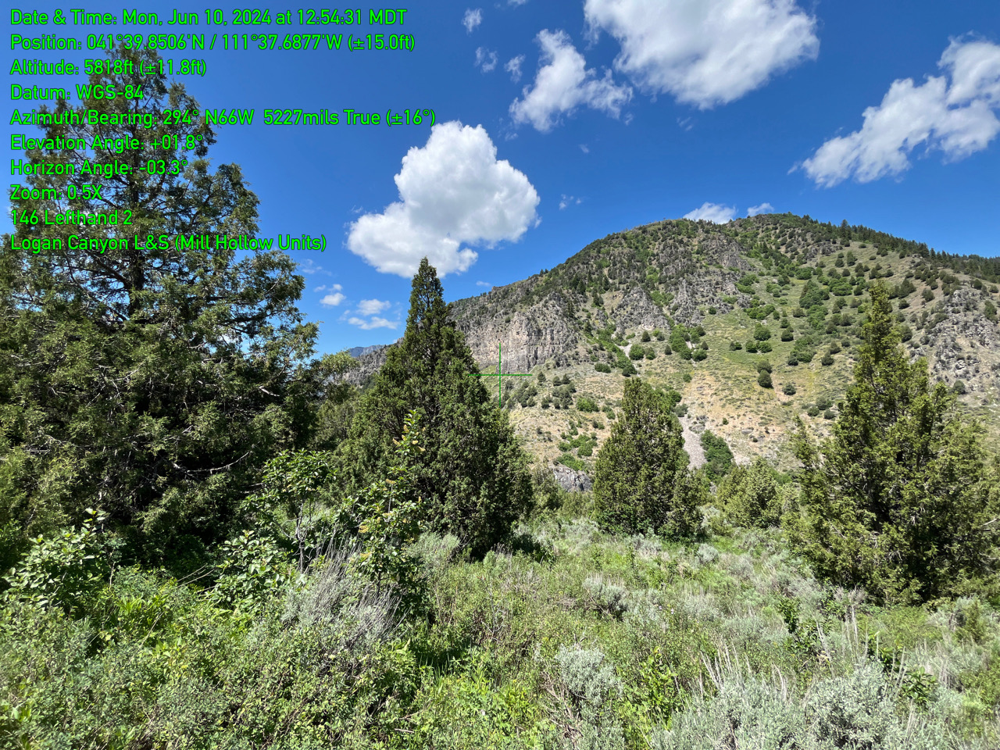 Date & Time: Mon, Jun 10, 2024 at 12:54:31 MDT
Position: 041°39.8506'N / 111°37.6877'W (±15.0ft)
Altitude: 5818ft (±11.8ft)
Datum: WGS-84
Azimuth/Bearing: 294° N66W 5227mils True (±16°)
Elevation Angle: +01.8°
Horizon Angle: -03.3°
Zoom: 0.5X
146 Lefthand 2
Logan Canyon L&S (Mill Hollow Units)